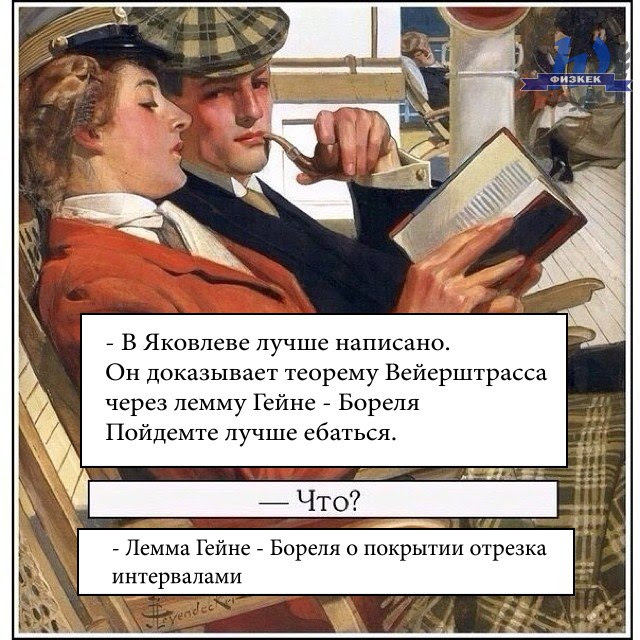 ФИЗКЕК
- В Яковлеве лучше написано.
Он доказывает теорему Вейерштрасса
через лемму Гейне - Бореля
Пойдемте лучше ебаться.
— Что?
- Лемма Гейне - Бореля о покрытии отрезка
интервалами
Leyendecker